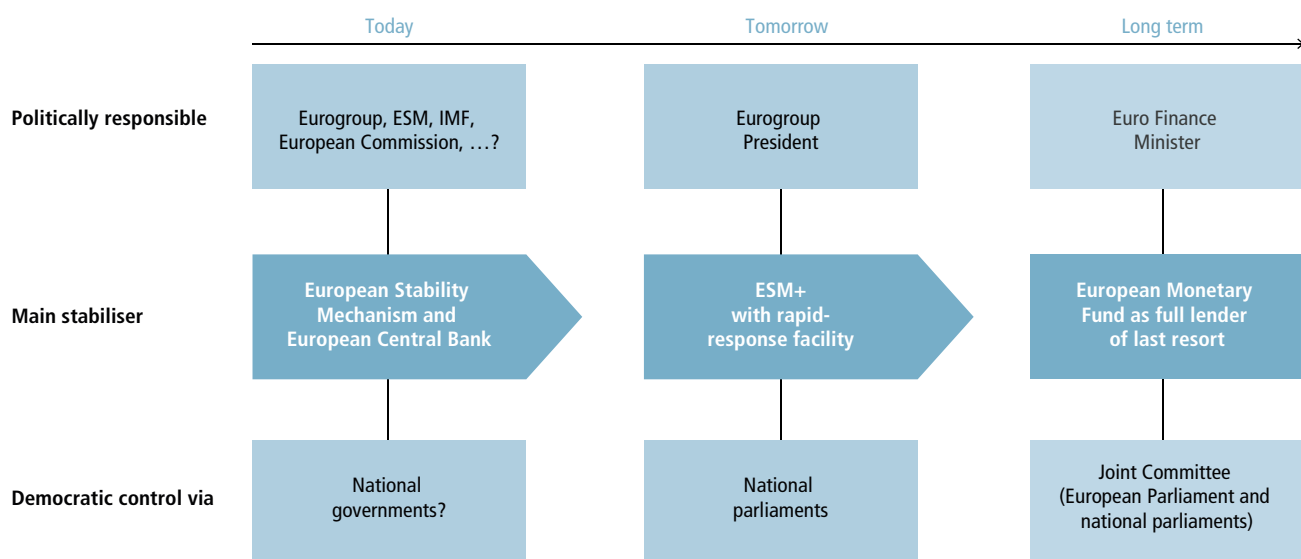 Today
Tomorrow
Long term
Politically responsible
Eurogroup, ESM, IMF,
European Commission, …?
Eurogroup
President
Euro Finance
Minister
Main stabiliser
European Stability
Mechanism and
European Central Bank
ESM+
with rapid-
response facility
European Monetary
Fund as full lender
of last resort
Democratic control via
National
governments?
National
parliaments
Joint Committee
(European Parliament and
national parliaments)